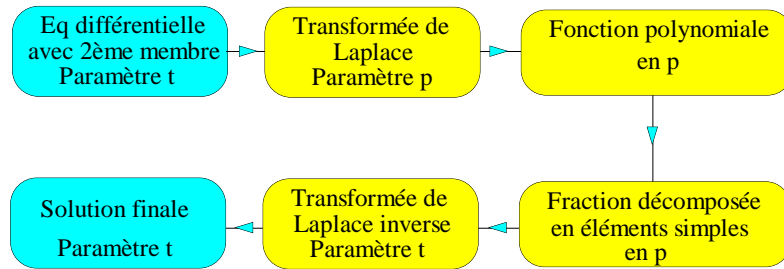 Eq différentielle
avec 2ème membre
Paramètre t
Transformée de
Laplace
Paramètre p
Fonction polynomiale
en p
Fraction décomposée
en éléments simples
en p
Transformée de
Laplace inverse
Paramètre t
Solution finale
Paramètre t